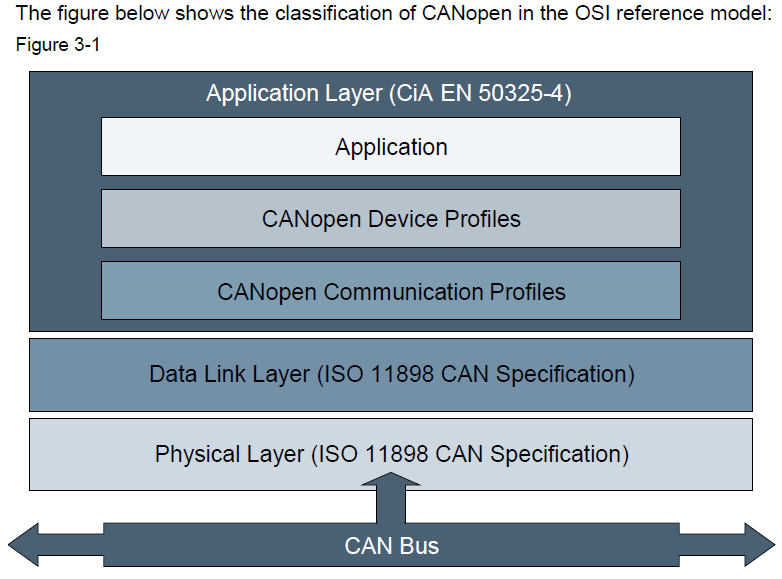 The figure below shows the classification of CANopen in the OSI reference model:
Figure 3-1
Application Layer (CiA EN 50325-4)
Application
CANopen Device Profiles
CANopen Communication Profiles
Data Link Layer (ISO 11898 CAN Specification)
Physical Layer (ISO 11898 CAN Specification)
CAN Bus